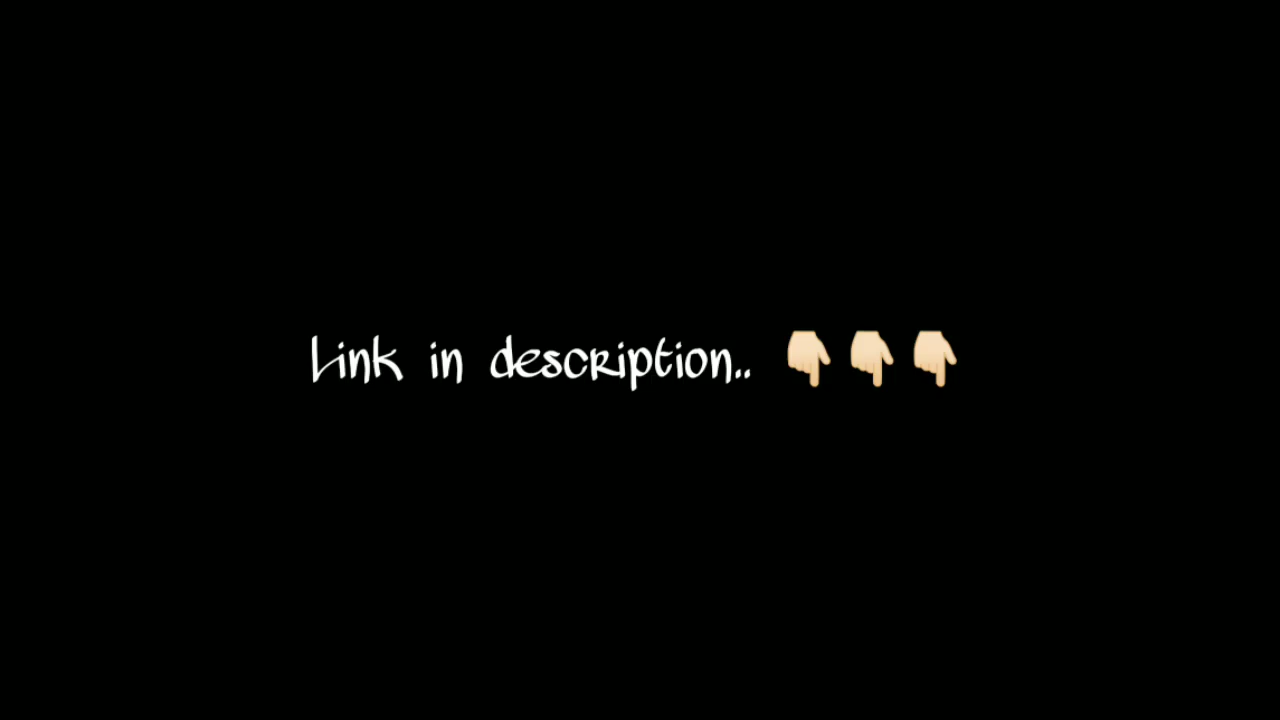 Link in description.. 👇🏻👇🏻👇🏻